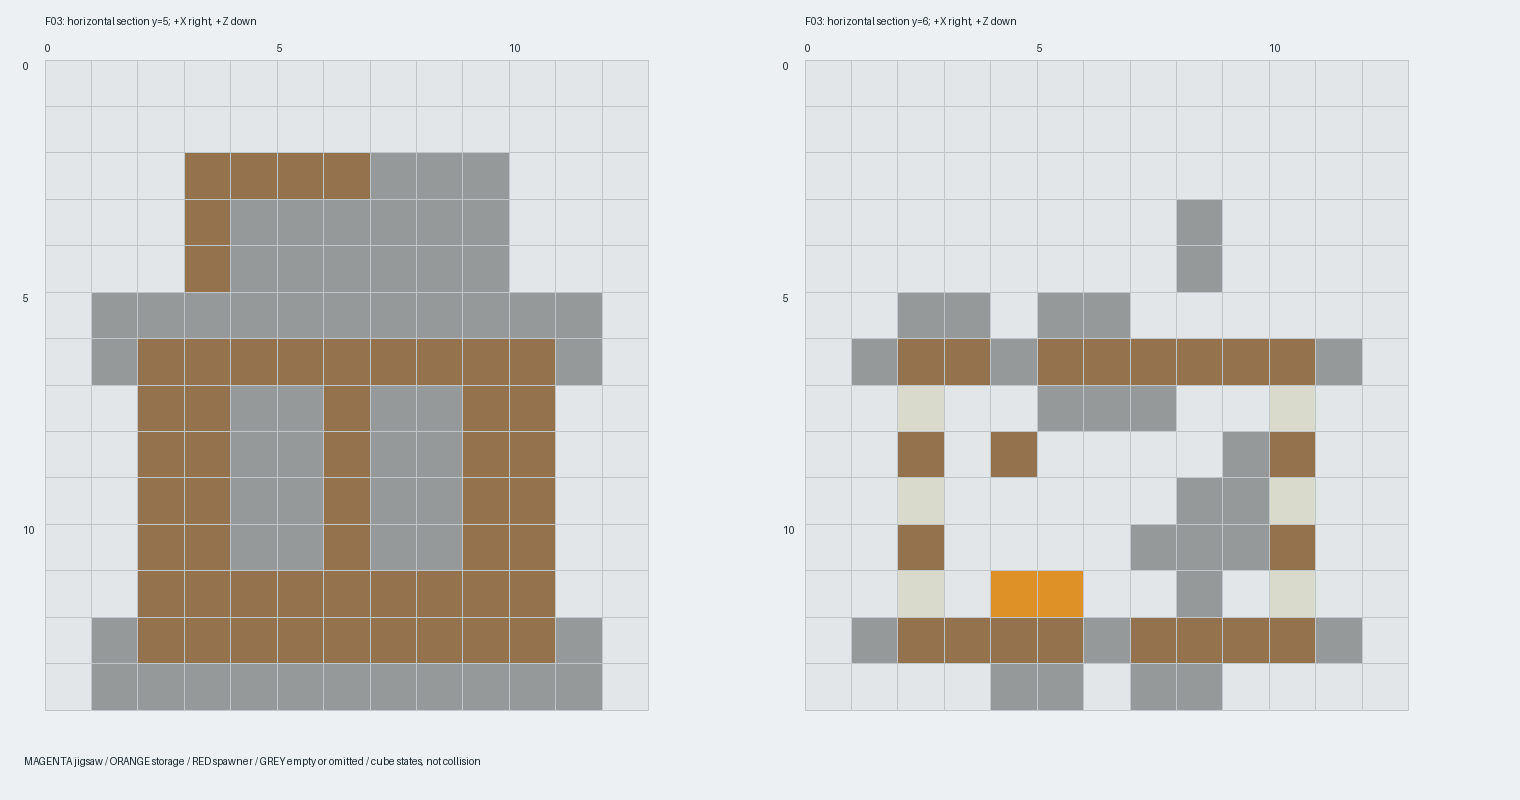 F03: horizontal section y=5; +X right, +Z down
0 5 10
0
5
10
F03: horizontal section y=6; +X right, +Z down
0 5 10
0
5
10
MAGENTA jigsaw / ORANGE storage / RED spawner / GREY empty or omitted / cube states, not collision